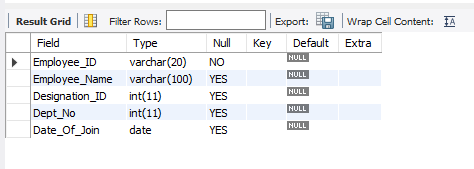 Result Grid Filter Rows: Export: Wrap Cell Content: IA
Field Type Null Key Default Extra
Employee_ID varchar(20) NO NULL
Employee_Name varchar(100) YES NULL
Designation_ID int(11) YES NULL
Dept_No int(11) YES NULL
Date_Of_Join date YES NULL